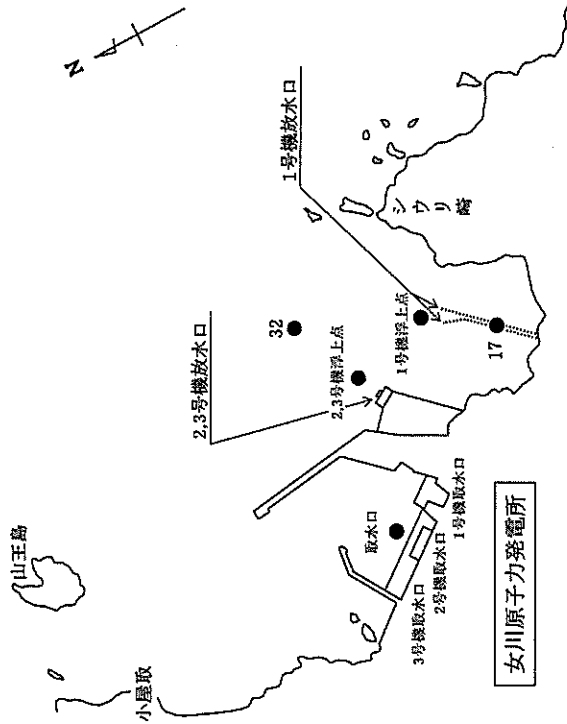 N
1号機放水口
2,3号機放水口
山王島
小屋取
32
2,3号機浮上点
1号機浮上点
シウリ崎
17
取水口
1号機取水口
2号機取水口
3号機取水口
女川原子力発電所